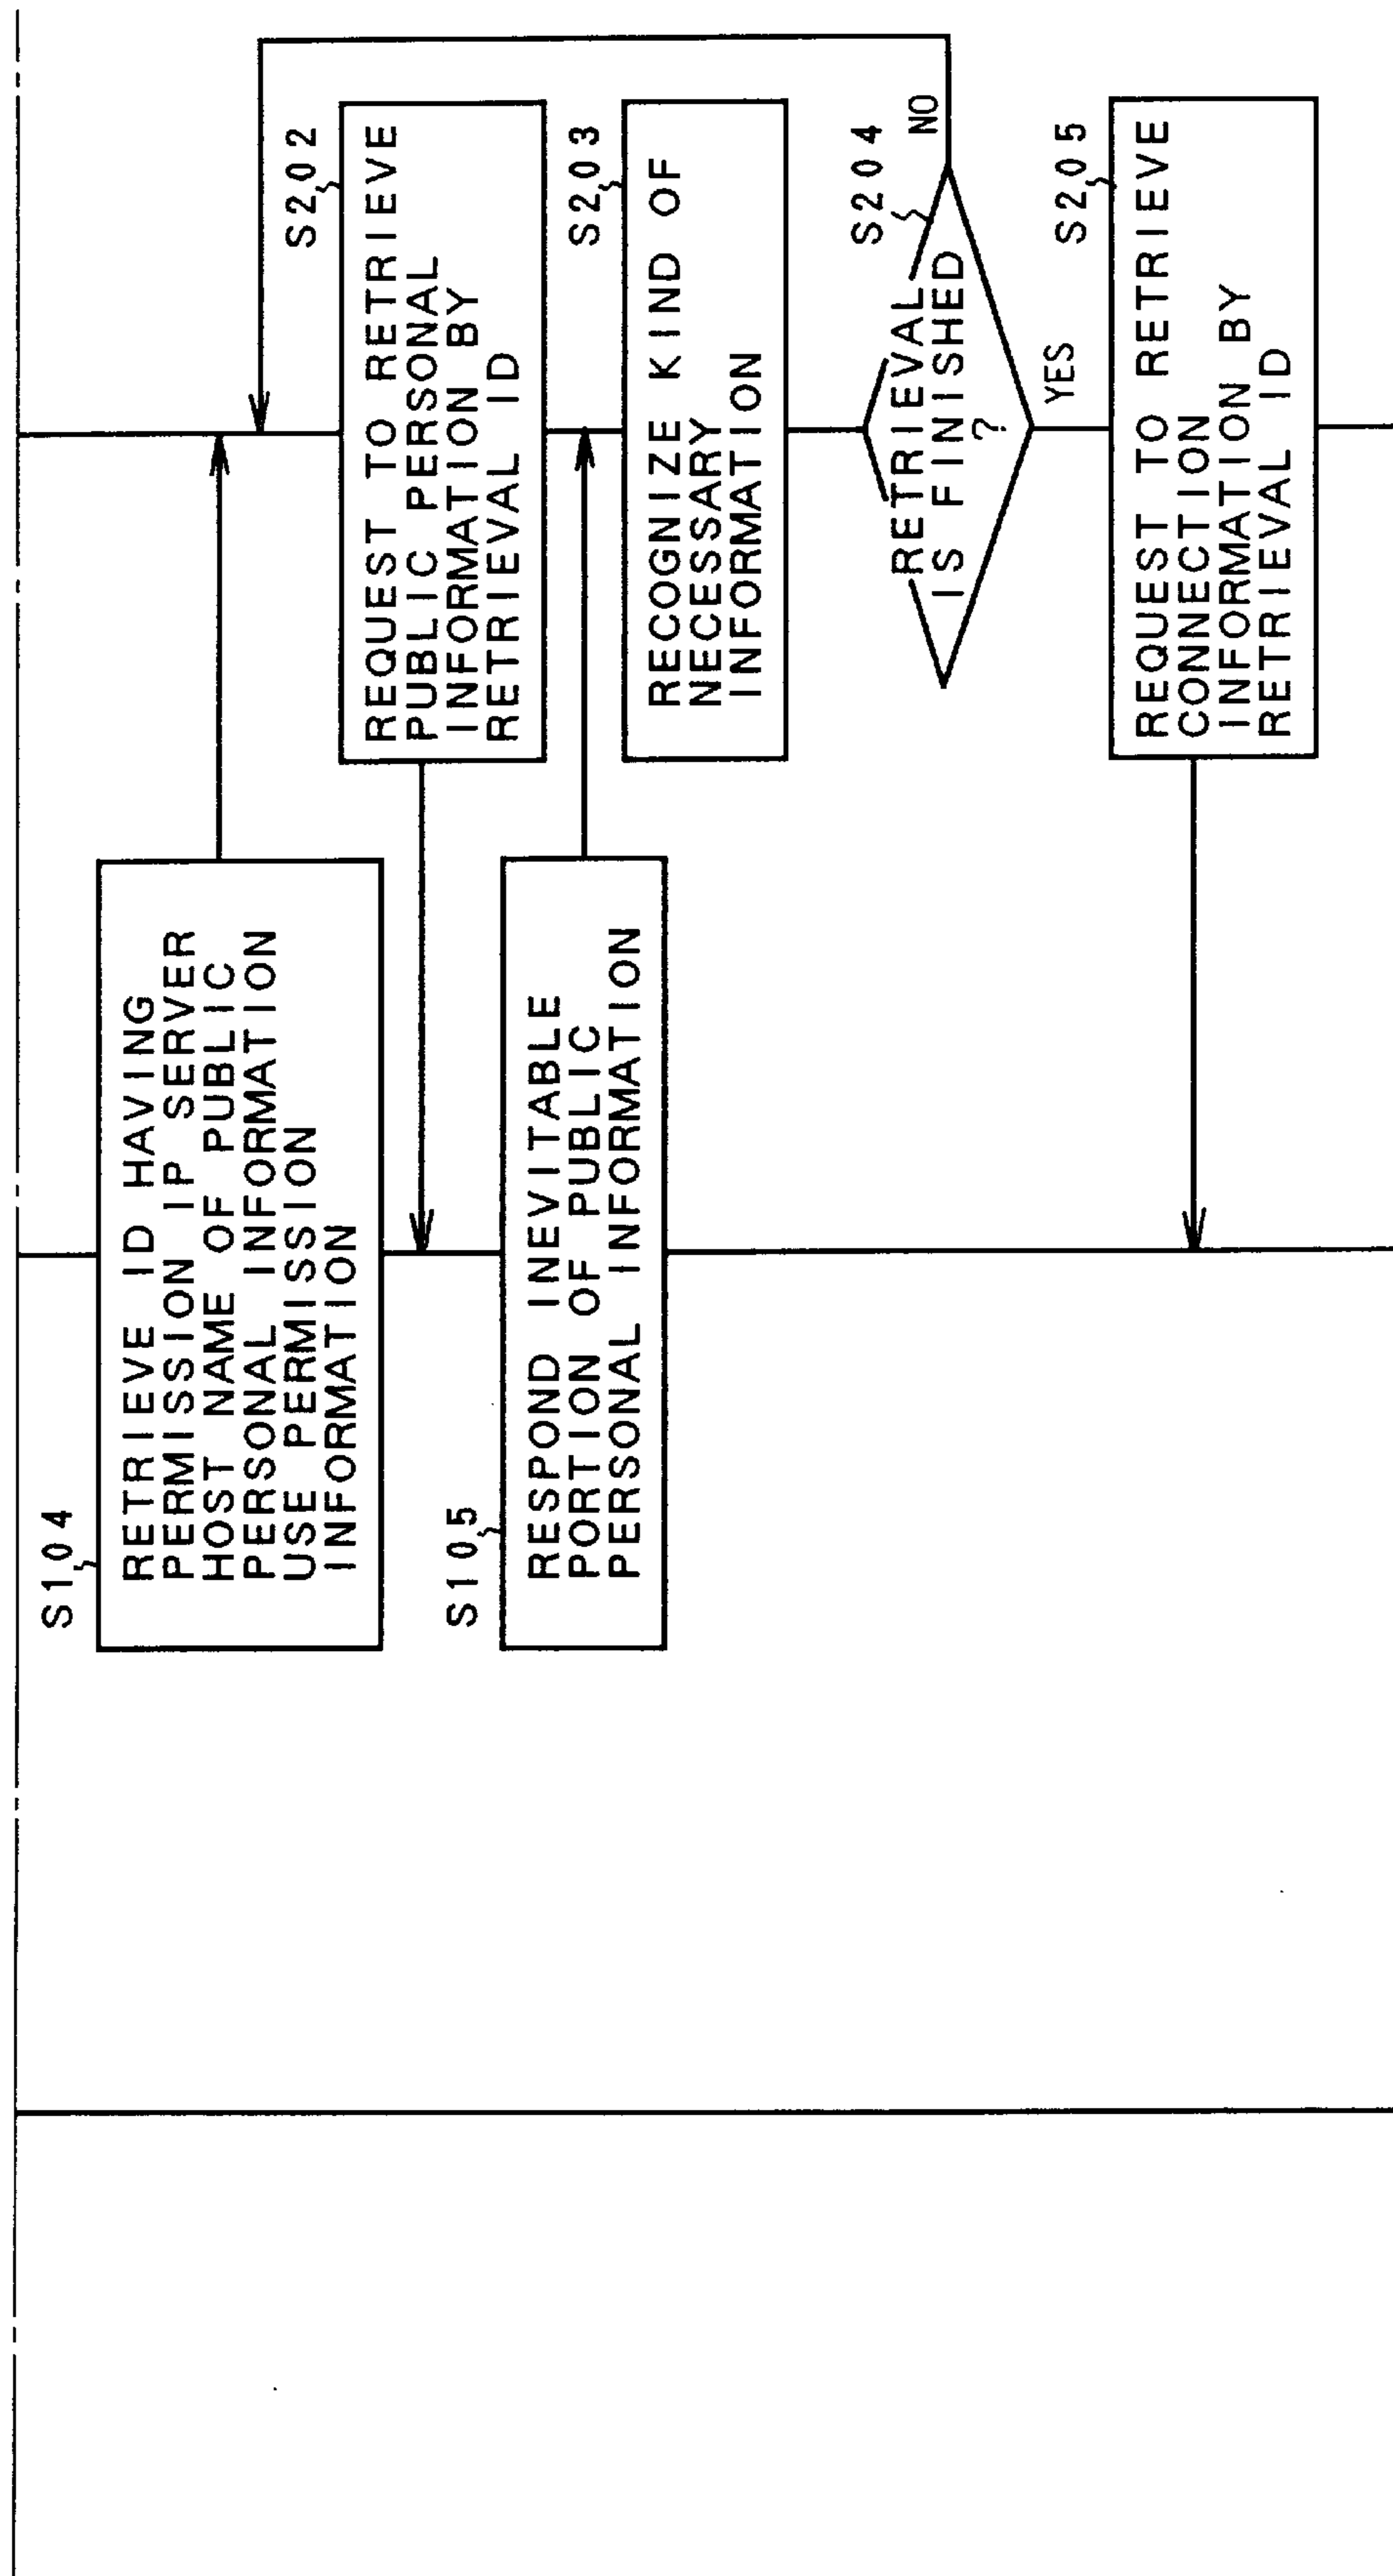 S104
RETRIEVE ID HAVING
PERMISSION IP SERVER
HOST NAME OF PUBLIC
PERSONAL INFORMATION
USE PERMISSION
INFORMATION
S202
REQUEST TO RETRIEVE
PUBLIC PERSONAL
INFORMATION BY
RETRIEVAL ID
S105
RESPOND INEVITABLE
PORTION OF PUBLIC
PERSONAL INFORMATION
S203
RECOGNIZE KIND OF
NECESSARY
INFORMATION
S204
RETRIEVAL
IS FINISHED
?
NO
YES
S205
REQUEST TO RETRIEVE
CONNECTION
INFORMATION BY
RETRIEVAL ID